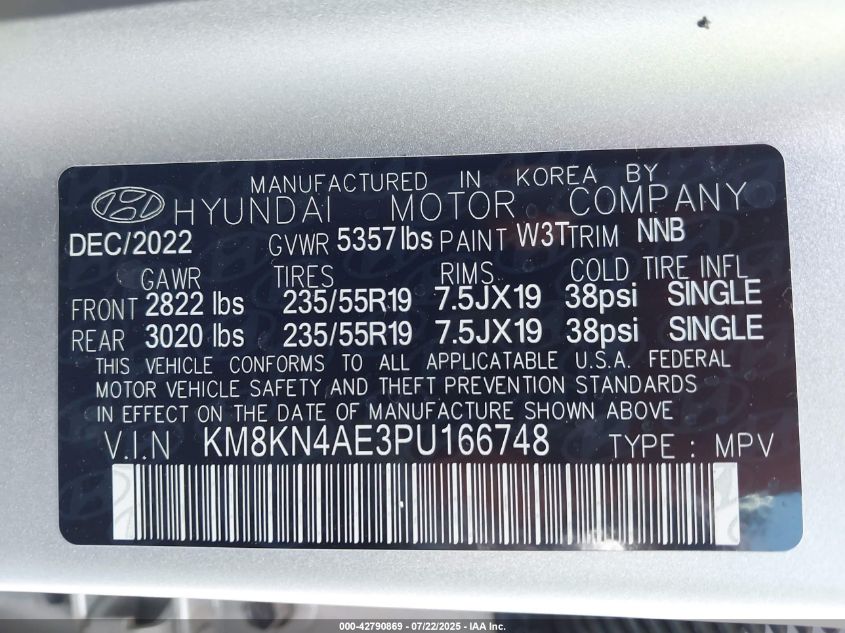 MANUFACTURED IN KOREA BY
HYUNDAI MOTOR COMPANY
DEC/2022 GVWR 5357lbs PAINT W3T TRIM NNB
GAWR TIRES RIMS COLD TIRE INFL
FRONT 2822 lbs 235/55R19 7.5JX19 38psi SINGLE
REAR 3020 lbs 235/55R19 7.5JX19 38psi SINGLE
THIS VEHICLE CONFORMS TO ALL APPLICATABLE U.S.A. FEDERAL
MOTOR VEHICLE SAFETY AND THEFT PREVENTION STANDARDS
IN EFFECT ON THE DATE OF MANUFACTURE SHOWN ABOVE
V.I.N KM8KN4AE3PU166748 TYPE : MPV
000-42790869 - 07/22/2025 - IAA Inc.